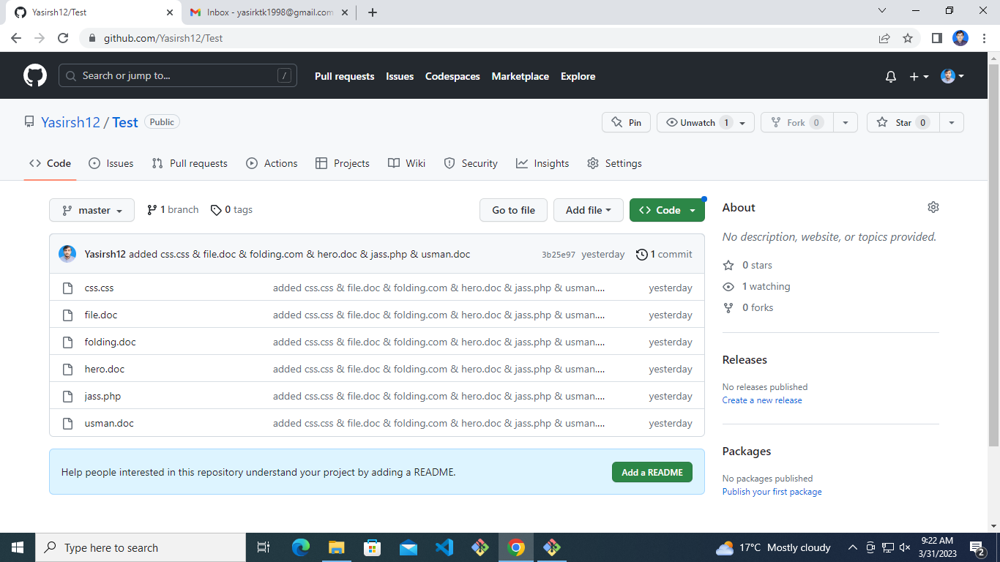 Yasirsh12/Test
Inbox - yasirktk1998@gmail.com
github.com/Yasirsh12/Test
Search or jump to... /
Pull requests Issues Codespaces Marketplace Explore
Yasirsh12 / Test Public
Pin Unwatch 1 Fork 0 Star 0
Code Issues Pull requests Actions Projects Wiki Security Insights Settings
master 1 branch 0 tags Go to file Add file Code
Yasirsh12 added css.css & file.doc & folding.com & hero.doc & jass.php & usman.doc 3b25e97 yesterday 1 commit
css.css added css.css & file.doc & folding.com & hero.doc & jass.php & usman.... yesterday
file.doc added css.css & file.doc & folding.com & hero.doc & jass.php & usman.... yesterday
folding.doc added css.css & file.doc & folding.com & hero.doc & jass.php & usman.... yesterday
hero.doc added css.css & file.doc & folding.com & hero.doc & jass.php & usman.... yesterday
jass.php added css.css & file.doc & folding.com & hero.doc & jass.php & usman.... yesterday
usman.doc added css.css & file.doc & folding.com & hero.doc & jass.php & usman.... yesterday
Help people interested in this repository understand your project by adding a README. Add a README
About
No description, website, or topics provided.
0 stars
1 watching
0 forks
Releases
No releases published
Create a new release
Packages
No packages published
Publish your first package
Type here to search
17°C Mostly cloudy
9:22 AM
3/31/2023
2